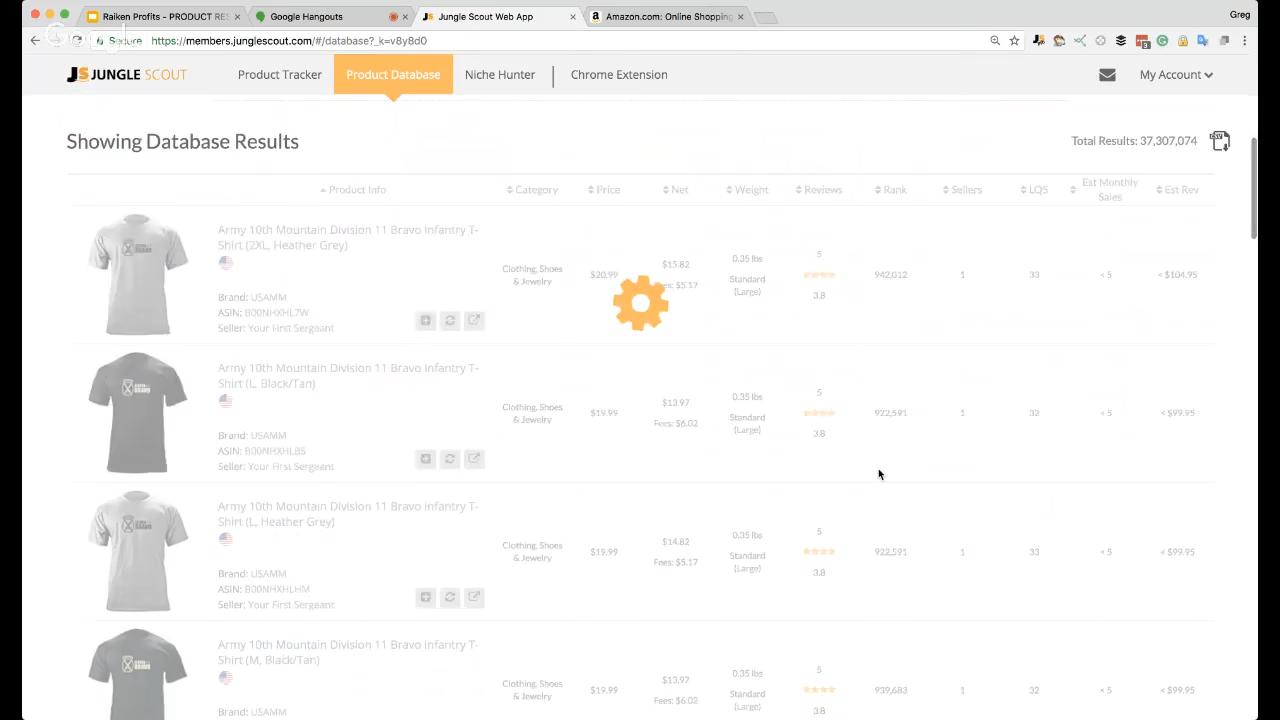 Raiken Profits - PRODUCT RES
Google Hangouts
Jungle Scout Web App
Amazon.com: Online Shopping
Greg
Secure https://members.junglescout.com/#/database?_k=v8y8d0
JS JUNGLE SCOUT
Product Tracker
Product Database
Niche Hunter
Chrome Extension
My Account
Showing Database Results
Total Results: 37,307,074
CSV
Product Info
Category
Price
Net
Weight
Reviews
Rank
Sellers
LQS
Est Monthly
Sales
Est Rev
Army 10th Mountain Division 11 Bravo Infantry T-
Shirt (2XL, Heather Grey)
Brand: USAMM
ASIN: B00NHXHL7W
Seller: Your First Sergeant
Clothing, Shoes
& Jewelry
$20.99
$15.82
Fees: $5.17
0.35 lbs
Standard
(Large)
5
3.8
942,012
1
33
< 5
< $104.95
Army 10th Mountain Division 11 Bravo Infantry T-
Shirt (L, Black/Tan)
Brand: USAMM
ASIN: B00NHXHLBS
Seller: Your First Sergeant
Clothing, Shoes
& Jewelry
$19.99
$13.97
Fees: $6.02
0.35 lbs
Standard
(Large)
5
3.8
922,591
1
32
< 5
< $99.95
Army 10th Mountain Division 11 Bravo Infantry T-
Shirt (L, Heather Grey)
Brand: USAMM
ASIN: B00NHXHLHM
Seller: Your First Sergeant
Clothing, Shoes
& Jewelry
$19.99
$14.82
Fees: $5.17
0.35 lbs
Standard
(Large)
5
3.8
922,591
1
33
< 5
< $99.95
Army 10th Mountain Division 11 Bravo Infantry T-
Shirt (M, Black/Tan)
Brand: USAMM
Clothing, Shoes
& Jewelry
$19.99
$13.97
Fees: $6.02
0.35 lbs
Standard
(Large)
5
3.8
939,683
1
32
< 5
< $99.95